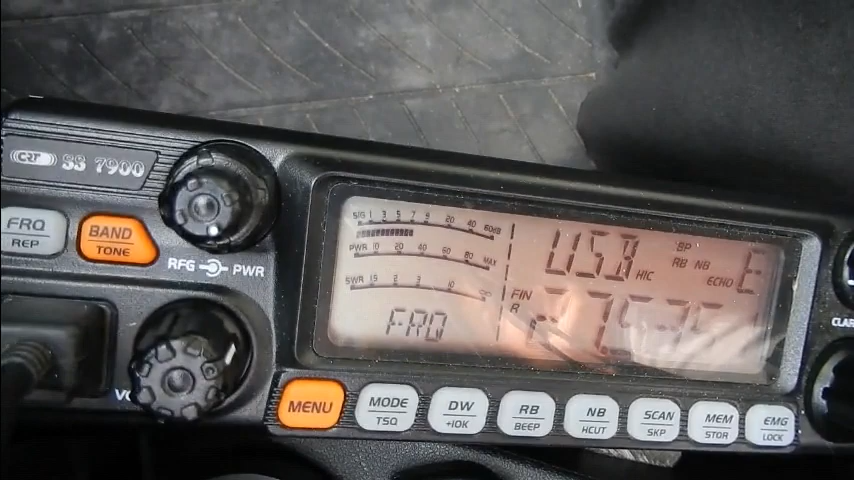 CRT SS 7900
FRQ
REP
BAND
TONE
RFG PWR
SIG 1 3 5 7 9 20 40 60dB
PWR 10 20 40 60 80 MAX
SWR 1.5 2 3 10 ∞
FRQ
USB
HIC
SP
RB NB
ECHO
E
FIN
R
MENU
MODE
TSQ
DW
+10K
RB
BEEP
NB
HCUT
SCAN
SKP
MEM
STOR
EMG
LOCK